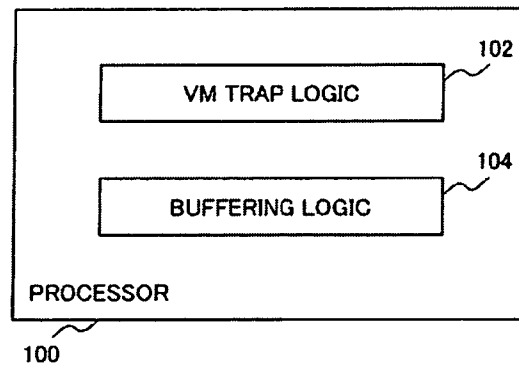 102
VM TRAP LOGIC
104
BUFFERING LOGIC
PROCESSOR
100